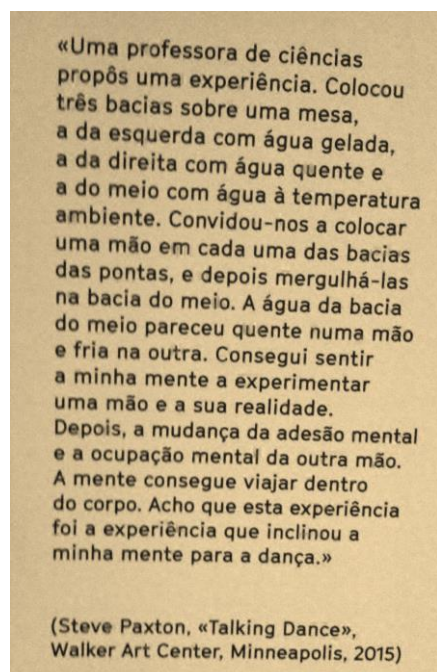 «Uma professora de ciências
propôs uma experiência. Colocou
três bacias sobre uma mesa,
a da esquerda com água gelada,
a da direita com água quente e
a do meio com água à temperatura
ambiente. Convidou-nos a colocar
uma mão em cada uma das bacias
das pontas, e depois mergulhá-las
na bacia do meio. A água da bacia
do meio pareceu quente numa mão
e fria na outra. Consegui sentir
a minha mente a experimentar
uma mão e a sua realidade.
Depois, a mudança da adesão mental
e a ocupação mental da outra mão.
A mente consegue viajar dentro
do corpo. Acho que esta experiência
foi a experiência que inclinou a
minha mente para a dança.»
(Steve Paxton, «Talking Dance»,
Walker Art Center, Minneapolis, 2015)